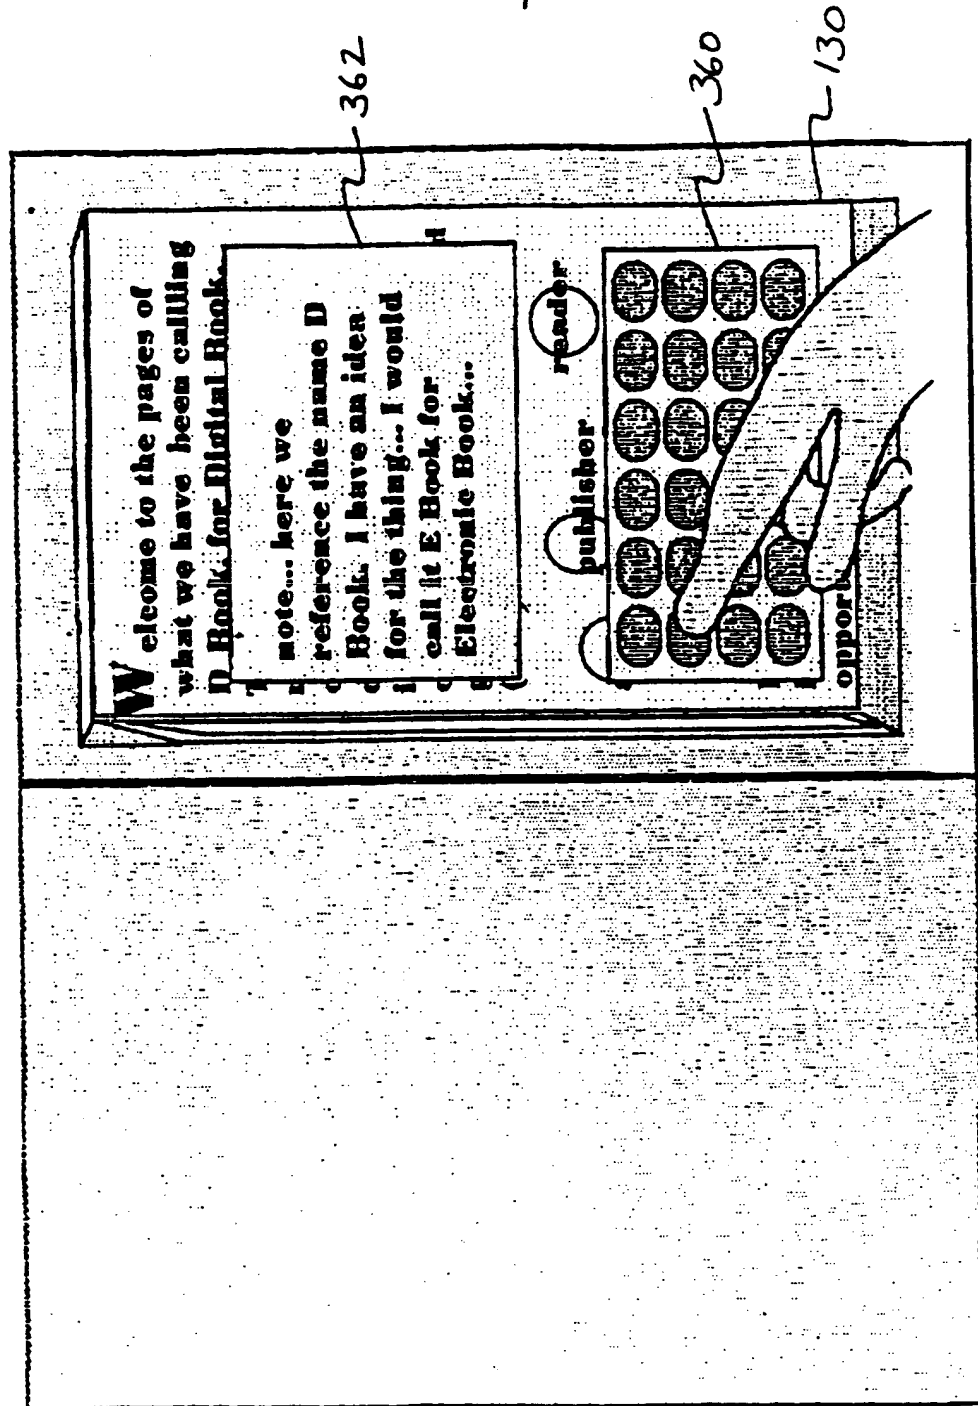 Welcome to the pages of
what we have been callling
D Book, for Digital Book.
note... here we
reference the name D
Book. I have an idea
for the thing... I would
call it E Book for
Electronic Book...
publisher
reader
oppor
362
360
130